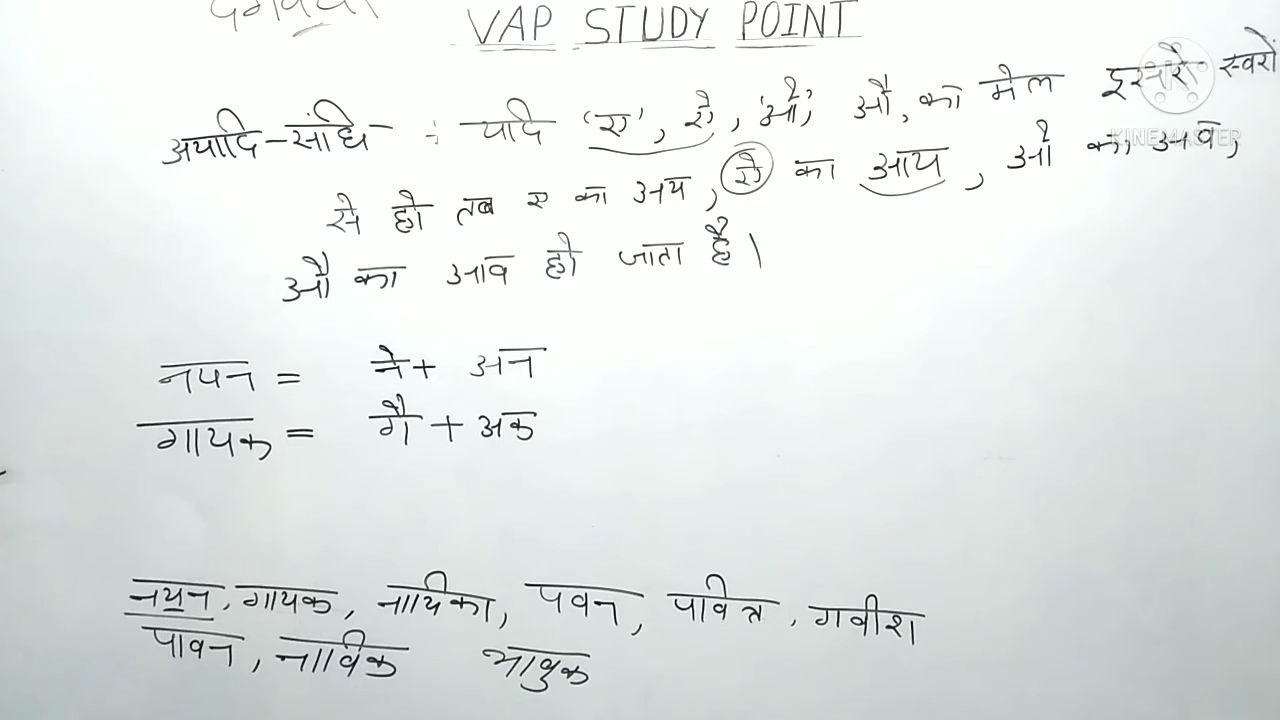 VAP STUDY POINT
अयादि-संधि :- यदि 'ए', ऐ, 'ओ', औ, का मेल दूसरे स्वरों
से हो तब ए का अय, ऐ का आय, ओ का अव,
औ का आव हो जाता है।
नयन = ने + अन
गायक = गै + अक
नयन, गायक, नायिका, पवन, पवित्र, गवीश
पावन, नाविक भावुक
KINEMASTER